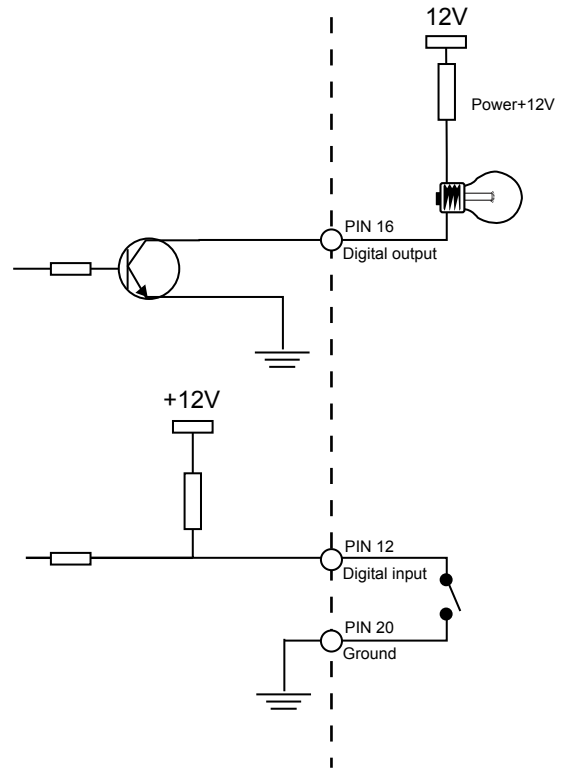 12V
Power+12V
PIN 16
Digital output
+12V
PIN 12
Digital input
PIN 20
Ground